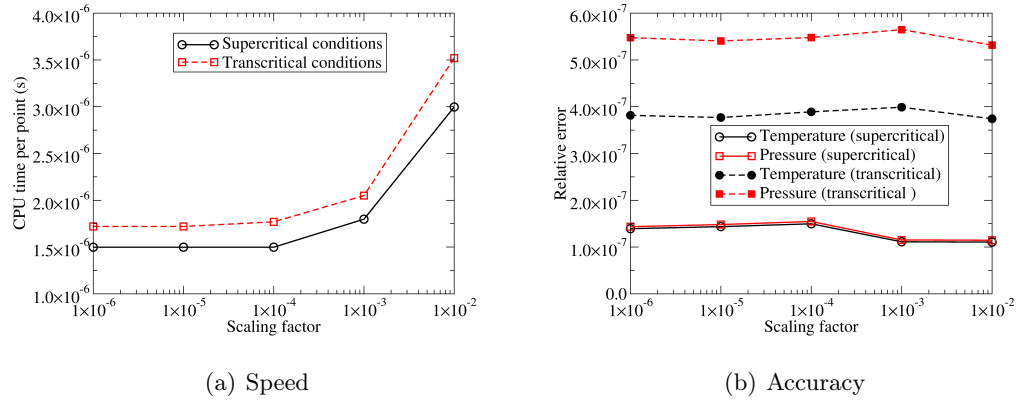 4.0×10-6
3.5×10-6
3.0×10-6
2.5×10-6
2.0×10-6
1.5×10-6
1.0×10-6
CPU time per point (s)
Supercritical conditions
Transcritical conditions
1×10-6
1×10-5
1×10-4
1×10-3
1×10-2
Scaling factor
(a) Speed
6.0×10-7
5.0×10-7
4.0×10-7
3.0×10-7
2.0×10-7
1.0×10-7
0.0
Relative error
Temperature (supercritical)
Pressure (supercritical)
Temperature (transcritical)
Pressure (transcritical )
1×10-6
1×10-5
1×10-4
1×10-3
1×10-2
Scaling factor
(b) Accuracy